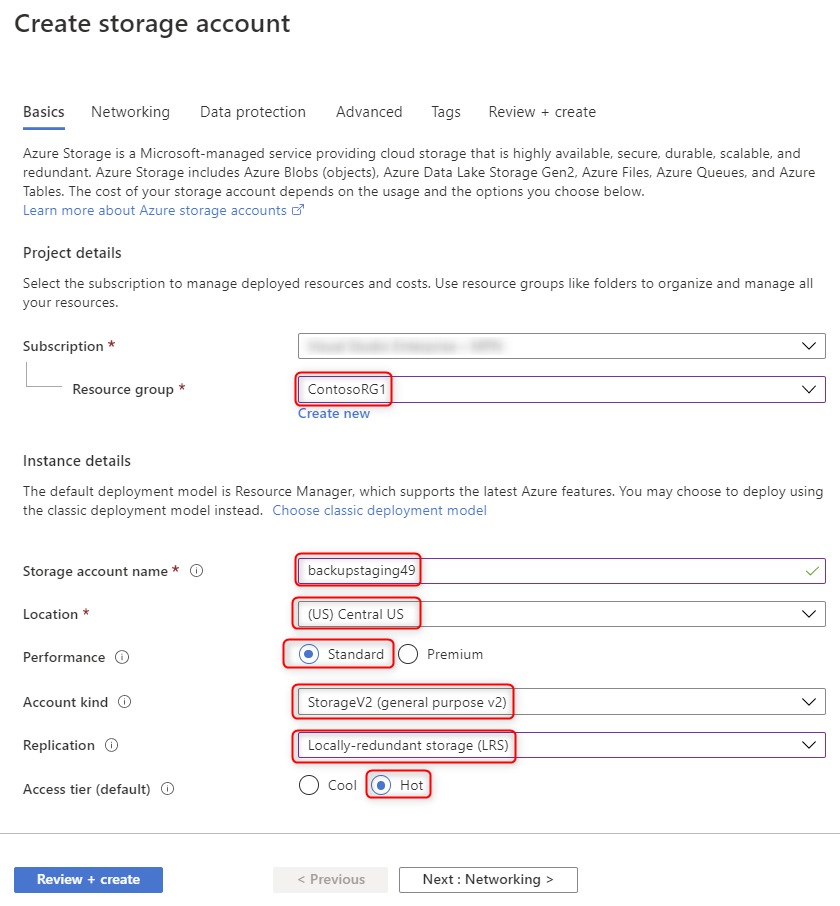 Create storage account
Basics Networking Data protection Advanced Tags Review + create
Azure Storage is a Microsoft-managed service providing cloud storage that is highly available, secure, durable, scalable, and
redundant. Azure Storage includes Azure Blobs (objects), Azure Data Lake Storage Gen2, Azure Files, Azure Queues, and Azure
Tables. The cost of your storage account depends on the usage and the options you choose below.
Learn more about Azure storage accounts
Project details
Select the subscription to manage deployed resources and costs. Use resource groups like folders to organize and manage all
your resources.
Subscription *
Resource group * ContosoRG1
Create new
Instance details
The default deployment model is Resource Manager, which supports the latest Azure features. You may choose to deploy using
the classic deployment model instead. Choose classic deployment model
Storage account name * backupstaging49
Location * (US) Central US
Performance Standard Premium
Account kind StorageV2 (general purpose v2)
Replication Locally-redundant storage (LRS)
Access tier (default) Cool Hot
Review + create < Previous Next : Networking >